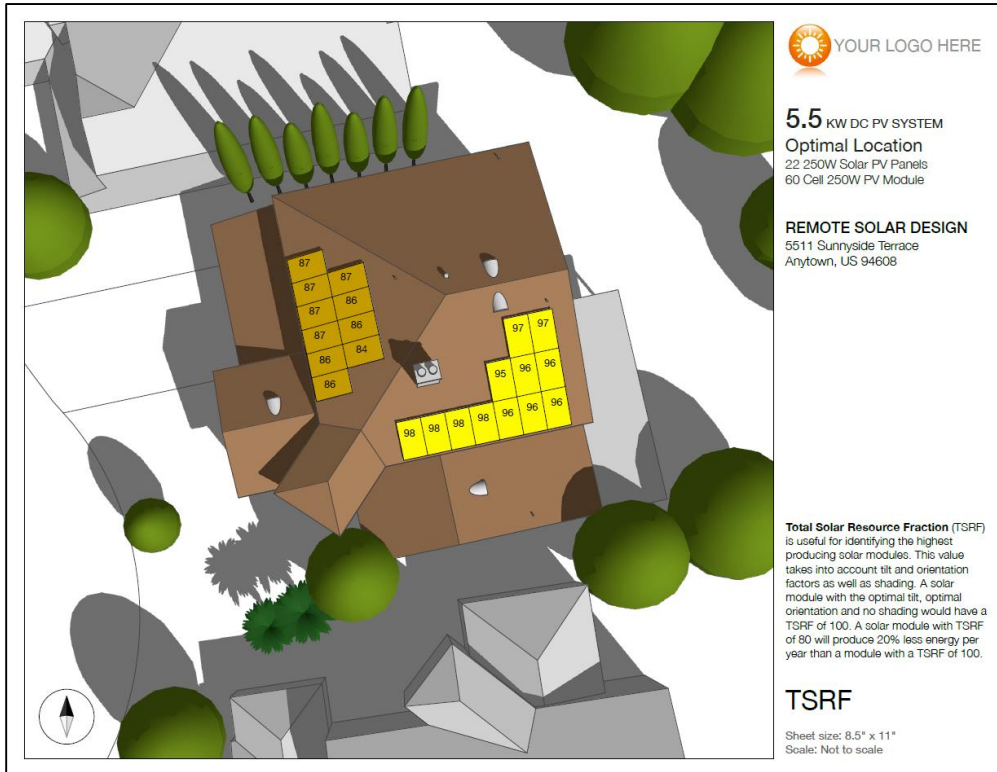 YOUR LOGO HERE
5.5 KW DC PV SYSTEM
Optimal Location
22 250W Solar PV Panels
60 Cell 250W PV Module
REMOTE SOLAR DESIGN
5511 Sunnyside Terrace
Anytown, US 94608
87
87 87
87 86
87 86
86 84
86
97 97
95 96 96
98 98 98 98 96 96 96
Total Solar Resource Fraction (TSRF)
is useful for identifying the highest
producing solar modules. This value
takes into account tilt and orientation
factors as well as shading. A solar
module with the optimal tilt, optimal
orientation and no shading would have a
TSRF of 100. A solar module with TSRF
of 80 will produce 20% less energy per
year than a module with a TSRF of 100.
TSRF
Sheet size: 8.5" x 11"
Scale: Not to scale